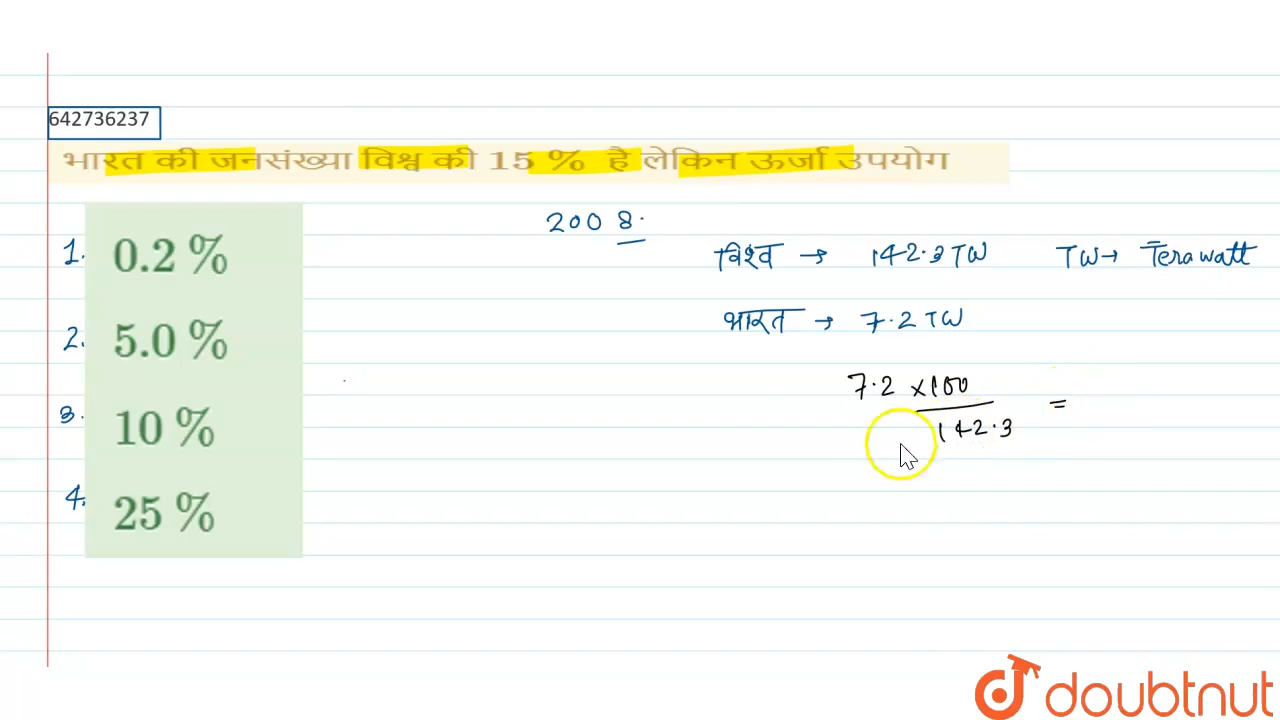 642736237
भारत की जनसंख्या विश्व की 15 % है लेकिन ऊर्जा उपयोग
2008.
1. 0.2 %
विश्व → 142.3 TW TW→ Terawatt
2. 5.0 %
भारत → 7.2 TW
7.2 ×100
3. 10 %
142.3 =
4. 25 %
doubtnut